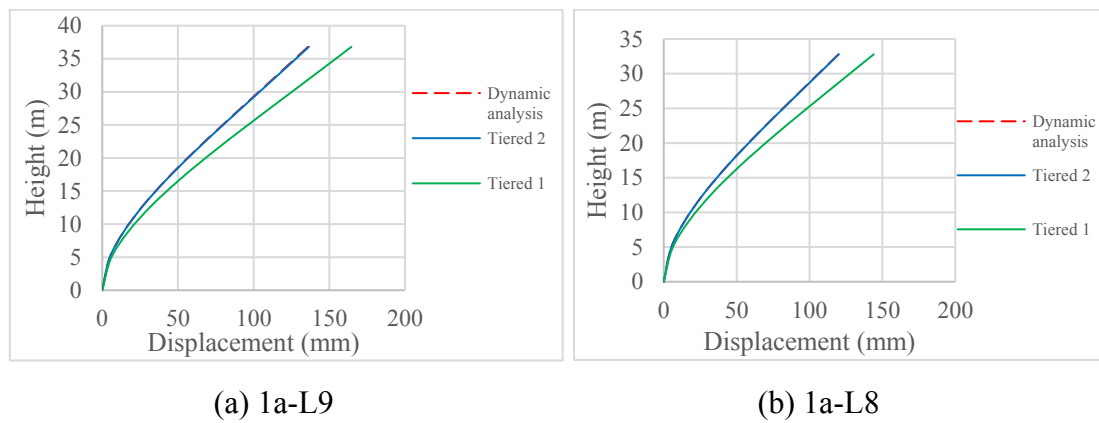 40
35
30
25
20
15
10
5
0
Height (m)
0 50 100 150 200
Displacement (mm)
Dynamic
analysis
Tiered 2
Tiered 1
(a) 1a-L9
35
30
25
20
15
10
5
0
Height (m)
0 50 100 150 200
Displacement (mm)
Dynamic
analysis
Tiered 2
Tiered 1
(b) 1a-L8